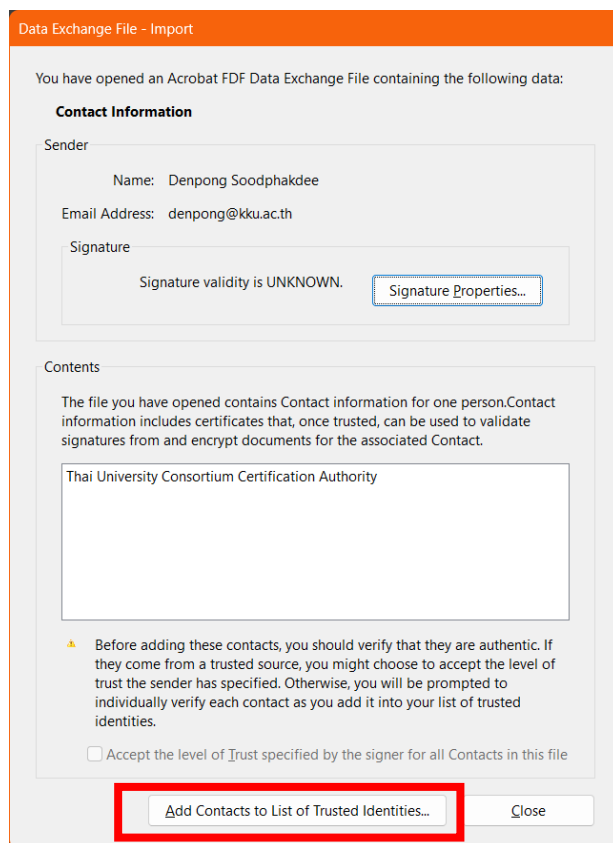 Data Exchange File - Import
You have opened an Acrobat FDF Data Exchange File containing the following data:
Contact Information
Sender
Name: Denpong Soodphakdee
Email Address: denpong@kku.ac.th
Signature
Signature validity is UNKNOWN.
Signature Properties...
Contents
The file you have opened contains Contact information for one person.Contact
information includes certificates that, once trusted, can be used to validate
signatures from and encrypt documents for the associated Contact.
Thai University Consortium Certification Authority
Before adding these contacts, you should verify that they are authentic. If
they come from a trusted source, you might choose to accept the level of
trust the sender has specified. Otherwise, you will be prompted to
individually verify each contact as you add it into your list of trusted
identities.
Accept the level of Trust specified by the signer for all Contacts in this file
Add Contacts to List of Trusted Identities...
Close